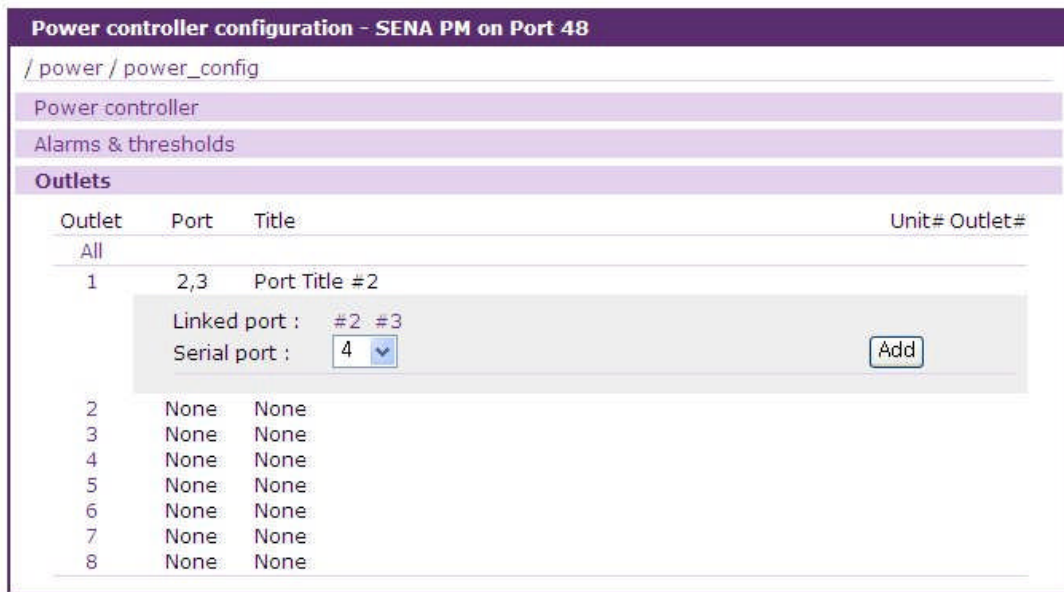 Power controller configuration - SENA PM on Port 48
/ power / power_config
Power controller
Alarms & thresholds
Outlets
Outlet Port Title Unit# Outlet#
All
1 2,3 Port Title #2
Linked port : #2 #3
Serial port : 4 Add
2 None None
3 None None
4 None None
5 None None
6 None None
7 None None
8 None None